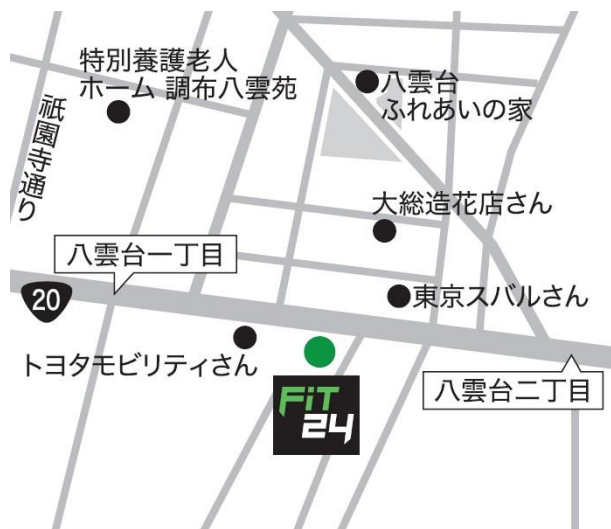 特別養護老人
ホーム 調布八雲苑
八雲台
ふれあいの家
祇園寺通り
大総造花店さん
八雲台一丁目
20
東京スバルさん
トヨタモビリティさん
FiT
24
八雲台二丁目